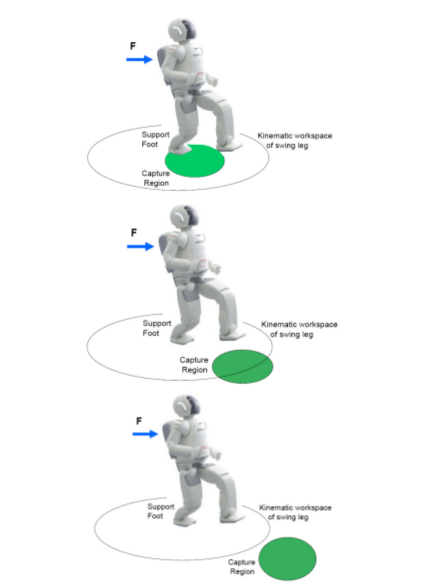 F
Support
Foot
Kinematic workspace
of swing leg
Capture
Region
F
Support
Foot
Kinematic workspace
of swing leg
Capture
Region
F
Support
Foot
Kinematic workspace
of swing leg
Capture
Region